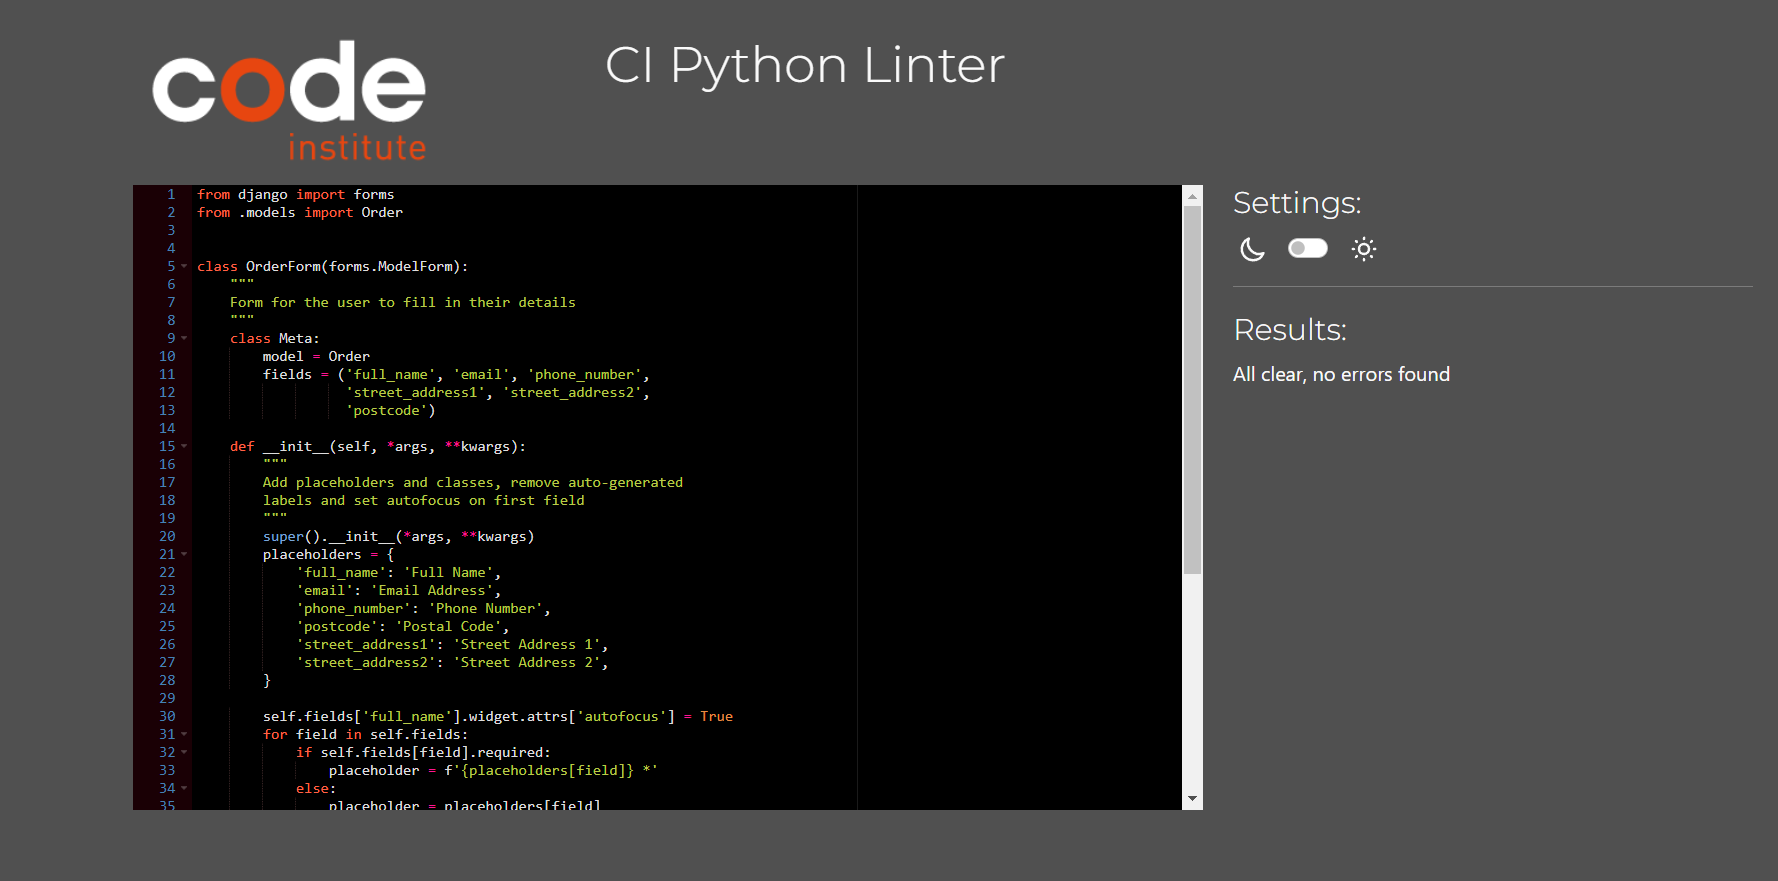 code
institute
CI Python Linter
1 from django import forms
2 from .models import Order
3
4
5 class OrderForm(forms.ModelForm):
6     """
7     Form for the user to fill in their details
8     """
9     class Meta:
10         model = Order
11         fields = ('full_name', 'email', 'phone_number',
12                   'street_address1', 'street_address2',
13                   'postcode')
14
15     def __init__(self, *args, **kwargs):
16         """
17         Add placeholders and classes, remove auto-generated
18         labels and set autofocus on first field
19         """
20         super().__init__(*args, **kwargs)
21         placeholders = {
22             'full_name': 'Full Name',
23             'email': 'Email Address',
24             'phone_number': 'Phone Number',
25             'postcode': 'Postal Code',
26             'street_address1': 'Street Address 1',
27             'street_address2': 'Street Address 2',
28         }
29
30         self.fields['full_name'].widget.attrs['autofocus'] = True
31         for field in self.fields:
32             if self.fields[field].required:
33                 placeholder = f'{placeholders[field]} *'
34             else:
35                 placeholder = placeholders[field]
Settings:
Results:
All clear, no errors found